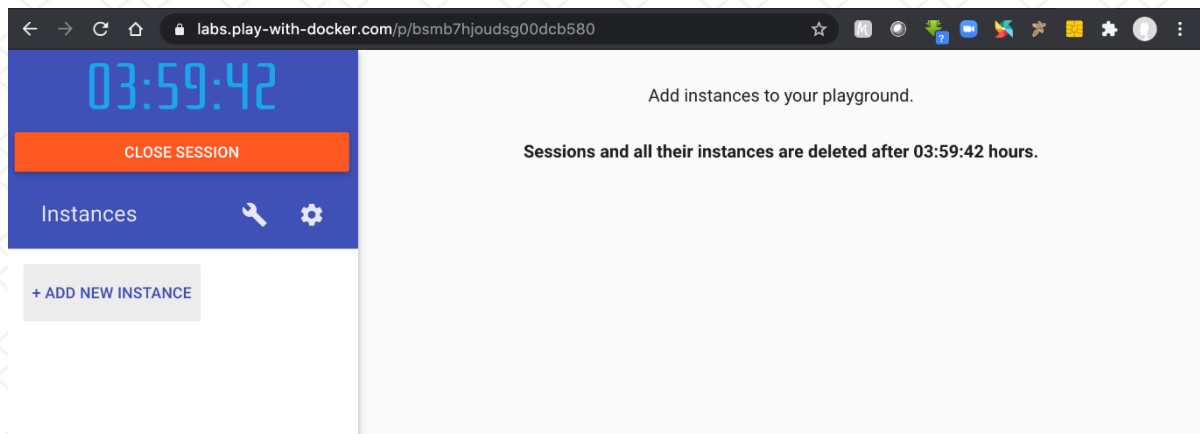 labs.play-with-docker.com/p/bsmb7hjoudsg00dcb580
03:59:42
CLOSE SESSION
Instances
+ ADD NEW INSTANCE
Add instances to your playground.
Sessions and all their instances are deleted after 03:59:42 hours.